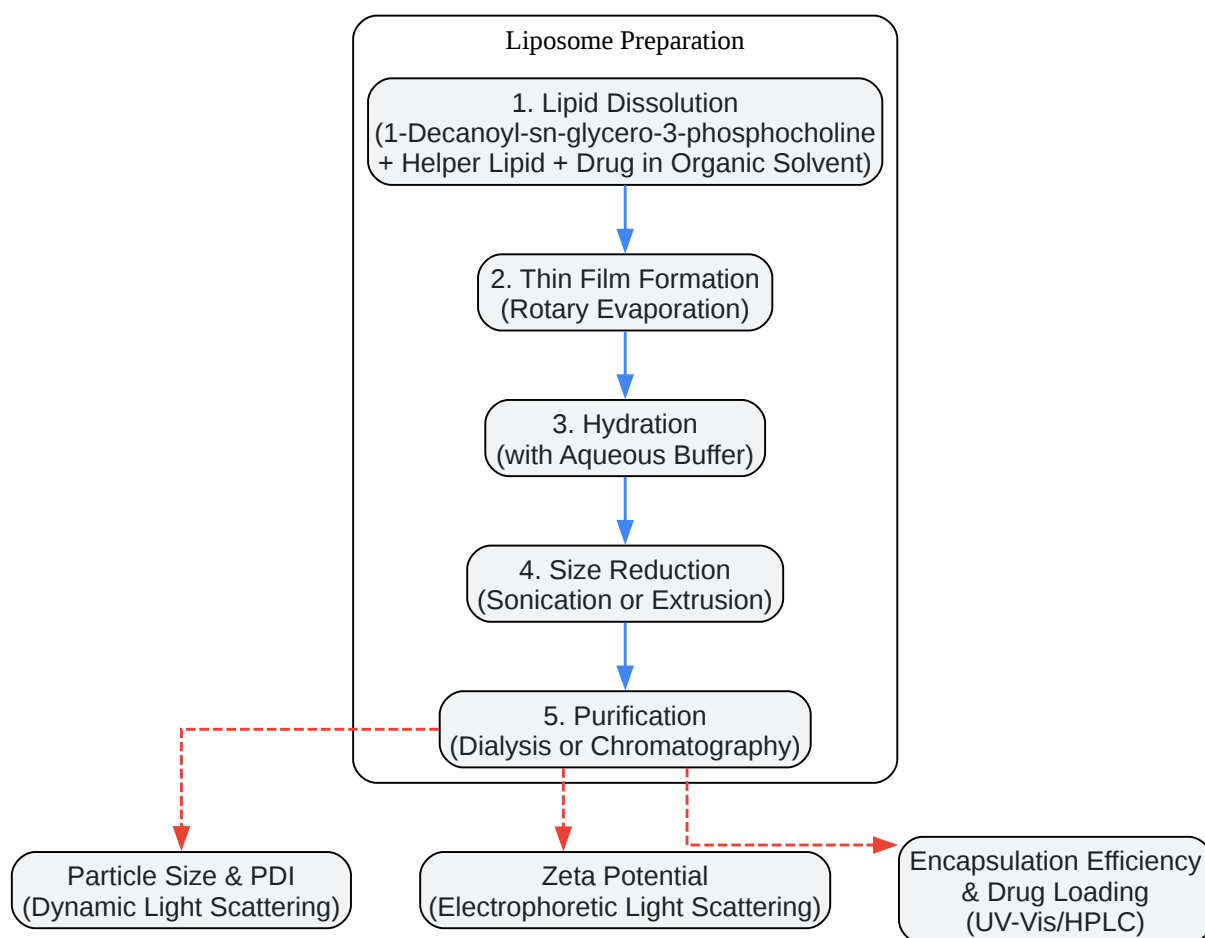 Liposome Preparation
1. Lipid Dissolution
(1-Decanoyl-sn-glycero-3-phosphocholine
+ Helper Lipid + Drug in Organic Solvent)
2. Thin Film Formation
(Rotary Evaporation)
3. Hydration
(with Aqueous Buffer)
4. Size Reduction
(Sonication or Extrusion)
5. Purification
(Dialysis or Chromatography)
Particle Size & PDI
(Dynamic Light Scattering)
Zeta Potential
(Electrophoretic Light Scattering)
Encapsulation Efficiency
& Drug Loading
(UV-Vis/HPLC)